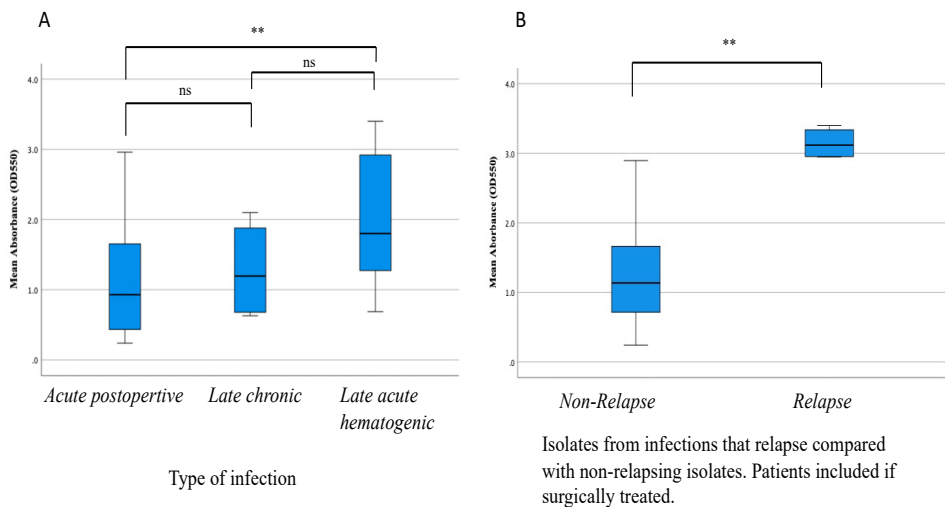 A
**
ns
ns
4.0
3.0
2.0
1.0
.0
Mean Absorbance (OD550)
Acute postopertive
Late chronic
Late acute
hematogenic
Type of infection
B
**
4.0
3.0
2.0
1.0
.0
Mean Aborbance (OD550)
Non-Relapse
Relapse
Isolates from infections that relapse compared
with non-relapsing isolates. Patients included if
surgically treated.